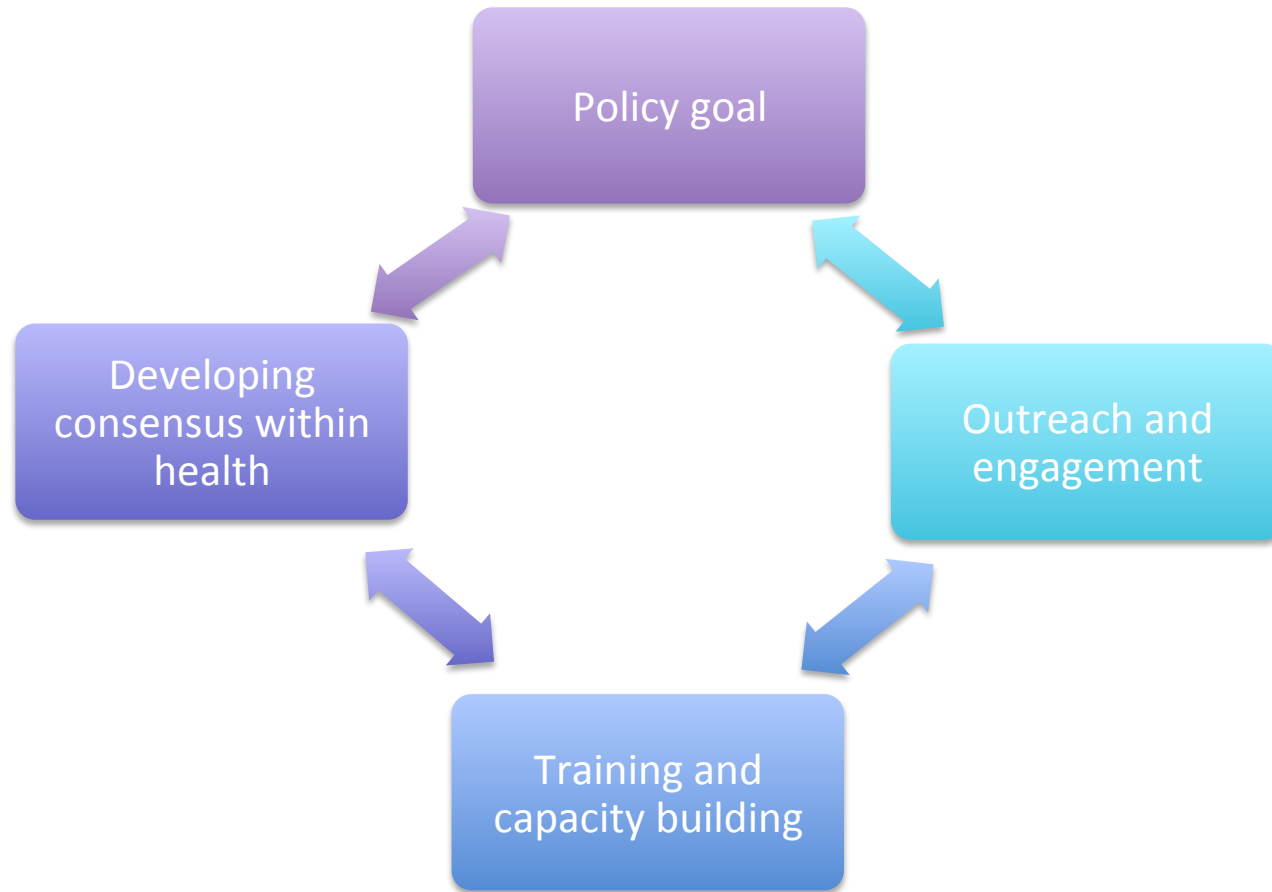 Policy goal
Developing
consensus within
health
Outreach and
engagement
Training and
capacity building